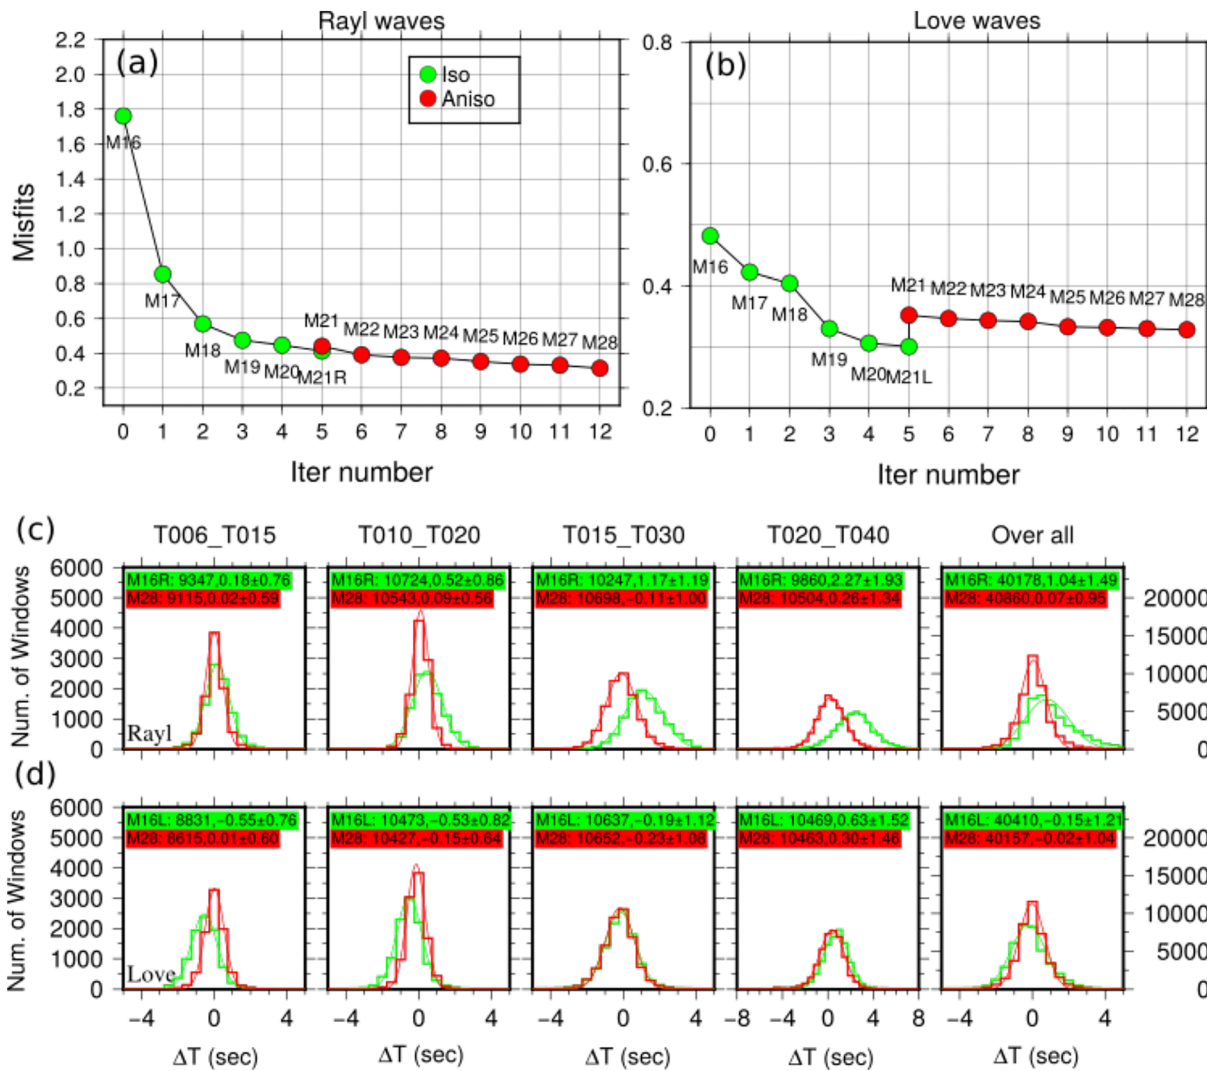 Rayl waves
Love waves
(a)
Iso
Aniso
Misfits
2.2
2.0
1.8
1.6
1.4
1.2
1.0
0.8
0.6
0.4
0.2
M16
M17
M18
M19
M20
M21R
M21
M22
M23
M24
M25
M26
M27
M28
0 1 2 3 4 5 6 7 8 9 10 11 12
Iter number
(b)
0.8
0.6
0.4
0.2
M16
M17
M18
M19
M20
M21L
M21
M22
M23
M24
M25
M26
M27
M28
0 1 2 3 4 5 6 7 8 9 10 11 12
Iter number
(c)
T006_T015
T010_T020
T015_T030
T020_T040
Over all
Num. of Windows
6000
5000
4000
3000
2000
1000
0
M16R: 9347,0.18±0.76
M28: 9115,0.02±0.59
Rayl
M16R: 10724,0.52±0.86
M28: 10543,0.09±0.56
M16R: 10247,1.17±1.19
M28: 10698,−0.11±1.00
M16R: 9860,2.27±1.93
M28: 10504,0.26±1.34
M16R: 40178,1.04±1.49
M28: 40860,0.07±0.95
20000
15000
10000
5000
0
(d)
Num. of Windows
6000
5000
4000
3000
2000
1000
0
M16L: 8831,−0.55±0.76
M28: 8615,0.01±0.60
Love
M16L: 10473,−0.53±0.82
M28: 10427,−0.15±0.64
M16L: 10637,−0.19±1.12
M28: 10652,−0.23±1.08
M16L: 10469,0.63±1.52
M28: 10463,0.30±1.46
M16L: 40410,−0.15±1.21
M28: 40157,−0.02±1.04
20000
15000
10000
5000
0
−4 0 4
−4 0 4
−4 0 4
−8 −4 0 4 8
−4 0 4
ΔT (sec)
ΔT (sec)
ΔT (sec)
ΔT (sec)
ΔT (sec)